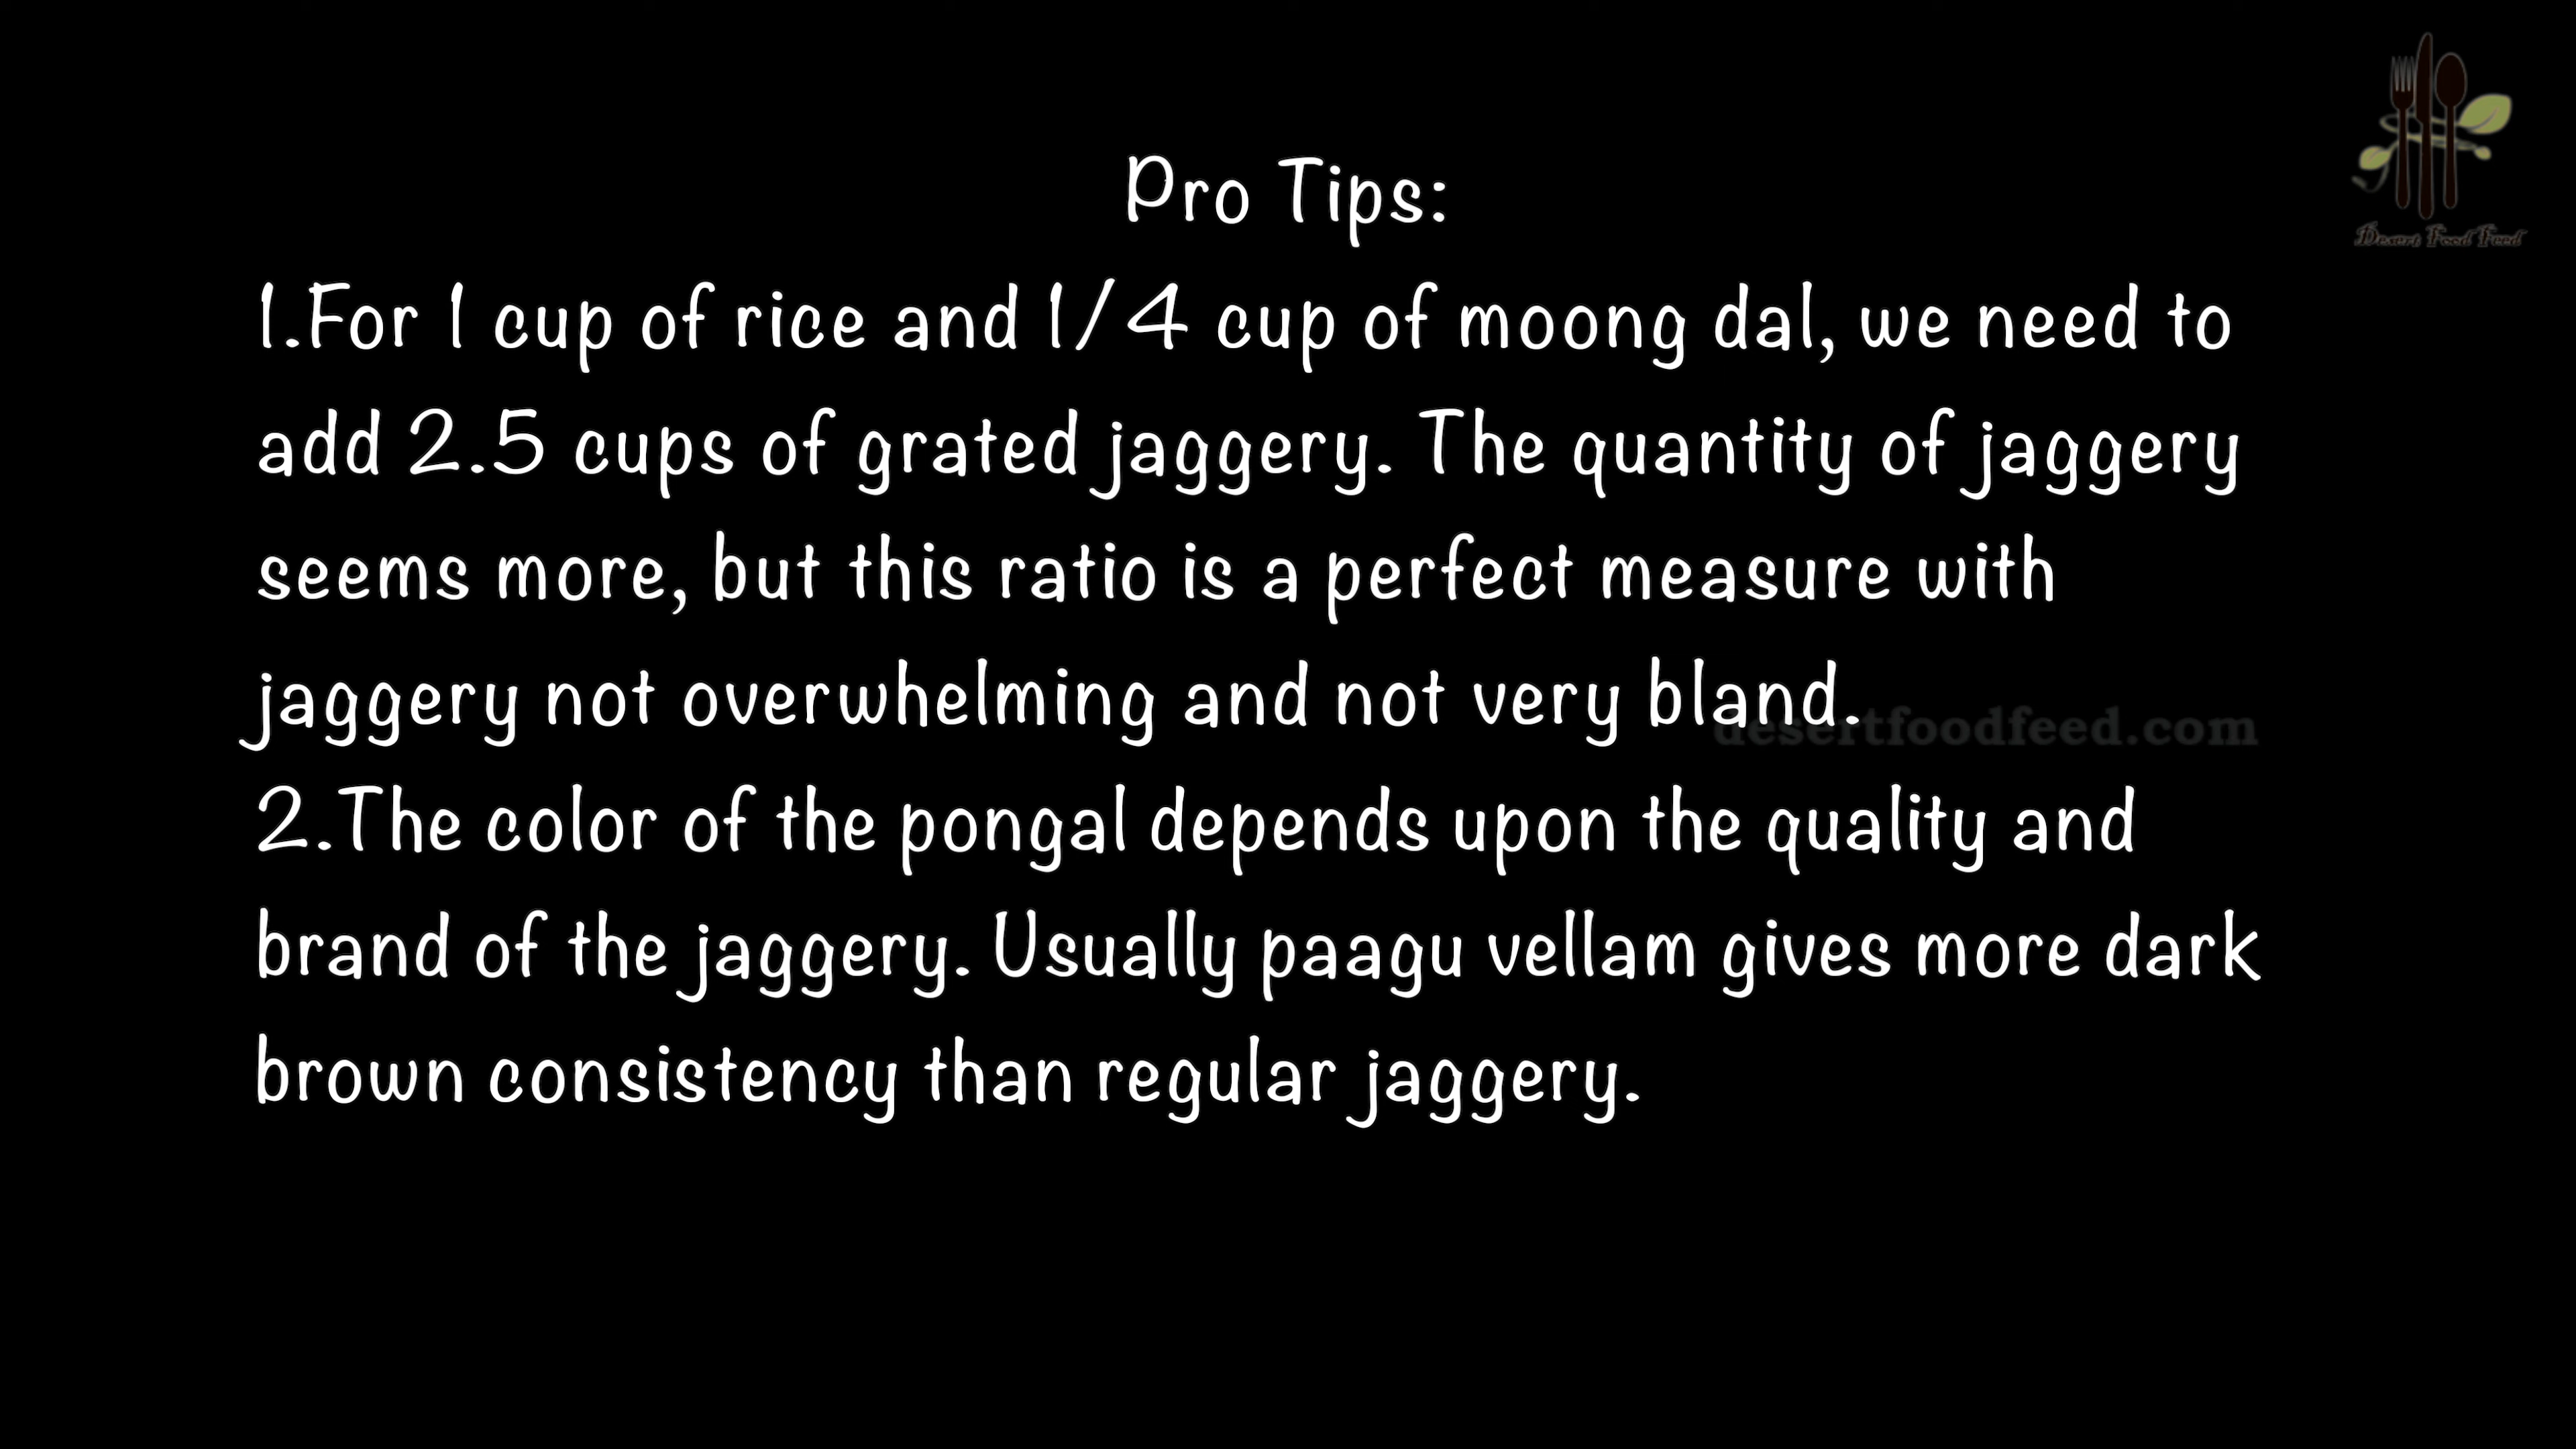 Pro Tips:
1.For 1 cup of rice and 1/4 cup of moong dal, we need to
add 2.5 cups of grated jaggery. The quantity of jaggery
seems more, but this ratio is a perfect measure with
jaggery not overwhelming and not very bland.
2.The color of the pongal depends upon the quality and
brand of the jaggery. Usually paagu vellam gives more dark
brown consistency than regular jaggery.
Desert Food Feed
desertfoodfeed.com